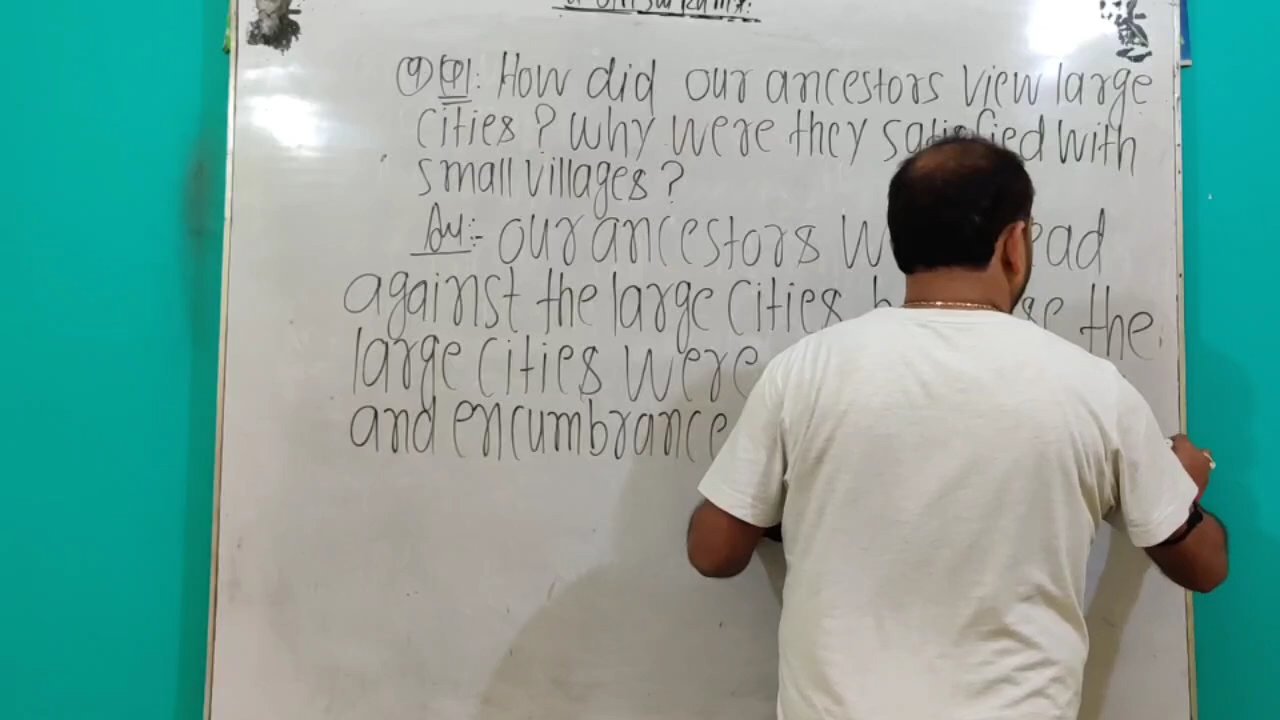 9 Q: How did our ancestors view large
cities? Why were they satisfied with
small villages?
Ans:- Our ancestors
against the large cities the
large cities were
and encumbrance